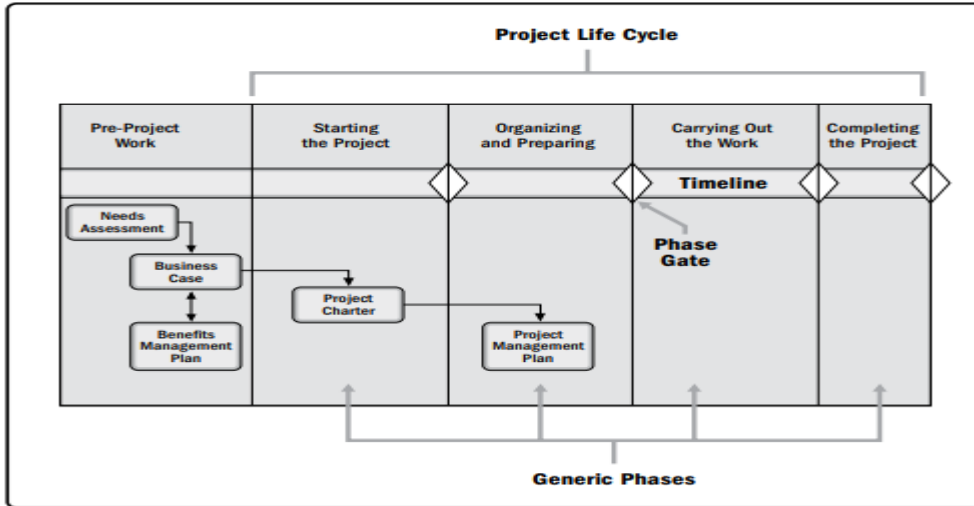 Project Life Cycle
Pre-Project
Work
Starting
the Project
Organizing
and Preparing
Carrying Out
the Work
Completing
the Project
Timeline
Needs
Assessment
Business
Case
Benefits
Management
Plan
Project
Charter
Project
Management
Plan
Phase
Gate
Generic Phases